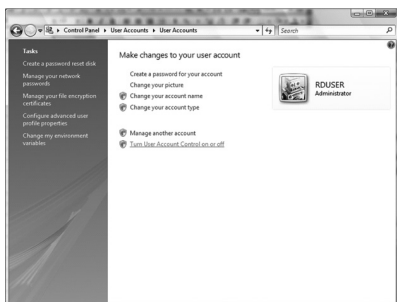 Control Panel ▸ User Accounts ▸ User Accounts
Search
Tasks
Create a password reset disk
Manage your network passwords
Manage your file encryption certificates
Configure advanced user profile properties
Change my environment variables
Make changes to your user account
Create a password for your account
Change your picture
Change your account name
Change your account type
Manage another account
Turn User Account Control on or off
RDUSER
Administrator